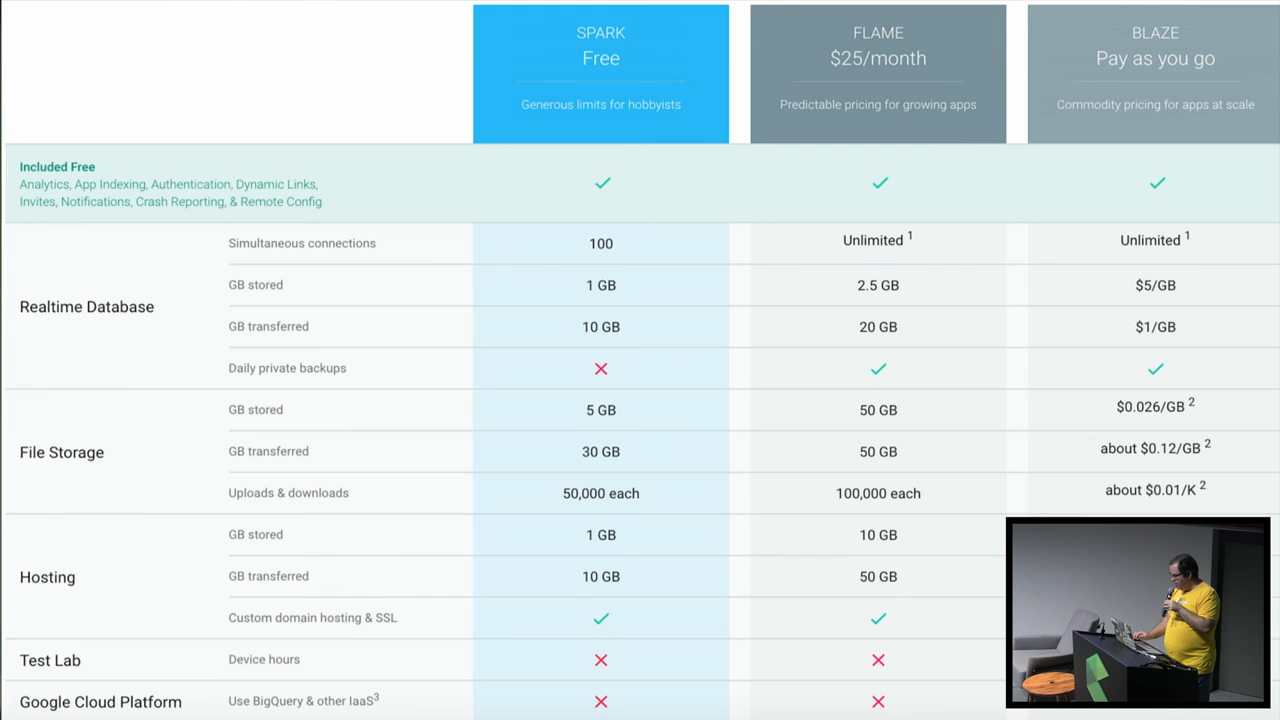 SPARK
Free
Generous limits for hobbyists
FLAME
$25/month
Predictable pricing for growing apps
BLAZE
Pay as you go
Commodity pricing for apps at scale
Included Free
Analytics, App Indexing, Authentication, Dynamic Links,
Invites, Notifications, Crash Reporting, & Remote Config
Realtime Database
Simultaneous connections 100 Unlimited 1 Unlimited 1
GB stored 1 GB 2.5 GB $5/GB
GB transferred 10 GB 20 GB $1/GB
Daily private backups
File Storage
GB stored 5 GB 50 GB $0.026/GB 2
GB transferred 30 GB 50 GB about $0.12/GB 2
Uploads & downloads 50,000 each 100,000 each about $0.01/K 2
Hosting
GB stored 1 GB 10 GB
GB transferred 10 GB 50 GB
Custom domain hosting & SSL
Test Lab Device hours
Google Cloud Platform Use BigQuery & other IaaS3